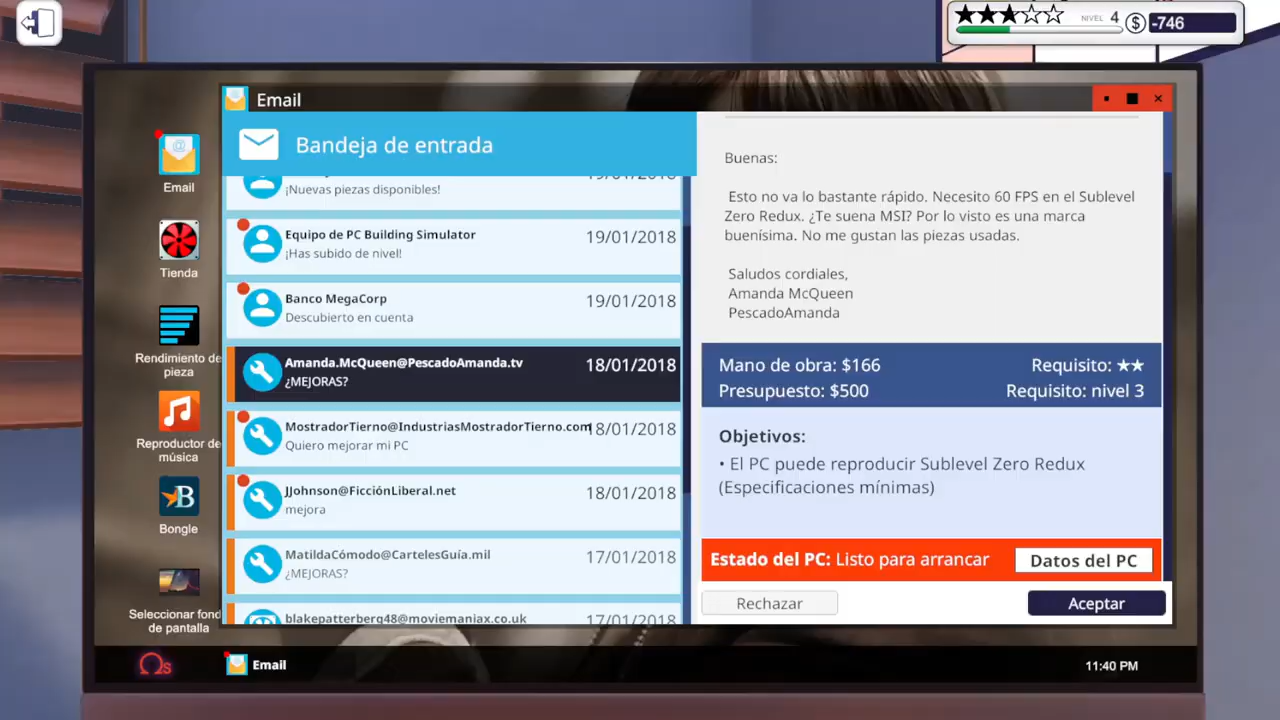 NIVEL 4
$ -746
Email
Bandeja de entrada
¡Nuevas piezas disponibles!
Equipo de PC Building Simulator
19/01/2018
¡Has subido de nivel!
Banco MegaCorp
19/01/2018
Descubierto en cuenta
Amanda.McQueen@PescadoAmanda.tv
18/01/2018
¿MEJORAS?
MostradorTierno@IndustriasMostradorTierno.com
18/01/2018
Quiero mejorar mi PC
JJohnson@FicciónLiberal.net
18/01/2018
mejora
MatildaCómodo@CartelesGuía.mil
17/01/2018
¿MEJORAS?
blakepatterberg48@moviemaniax.co.uk
17/01/2018
Buenas:
Esto no va lo bastante rápido. Necesito 60 FPS en el Sublevel
Zero Redux. ¿Te suena MSI? Por lo visto es una marca
buenísima. No me gustan las piezas usadas.
Saludos cordiales,
Amanda McQueen
PescadoAmanda
Mano de obra: $166
Requisito: ★★
Presupuesto: $500
Requisito: nivel 3
Objetivos:
• El PC puede reproducir Sublevel Zero Redux
(Especificaciones mínimas)
Estado del PC: Listo para arrancar
Datos del PC
Rechazar
Aceptar
Email
Tienda
Rendimiento de
pieza
Reproductor de
música
B
Bongle
Seleccionar fond
de pantalla
Ωs
Email
11:40 PM